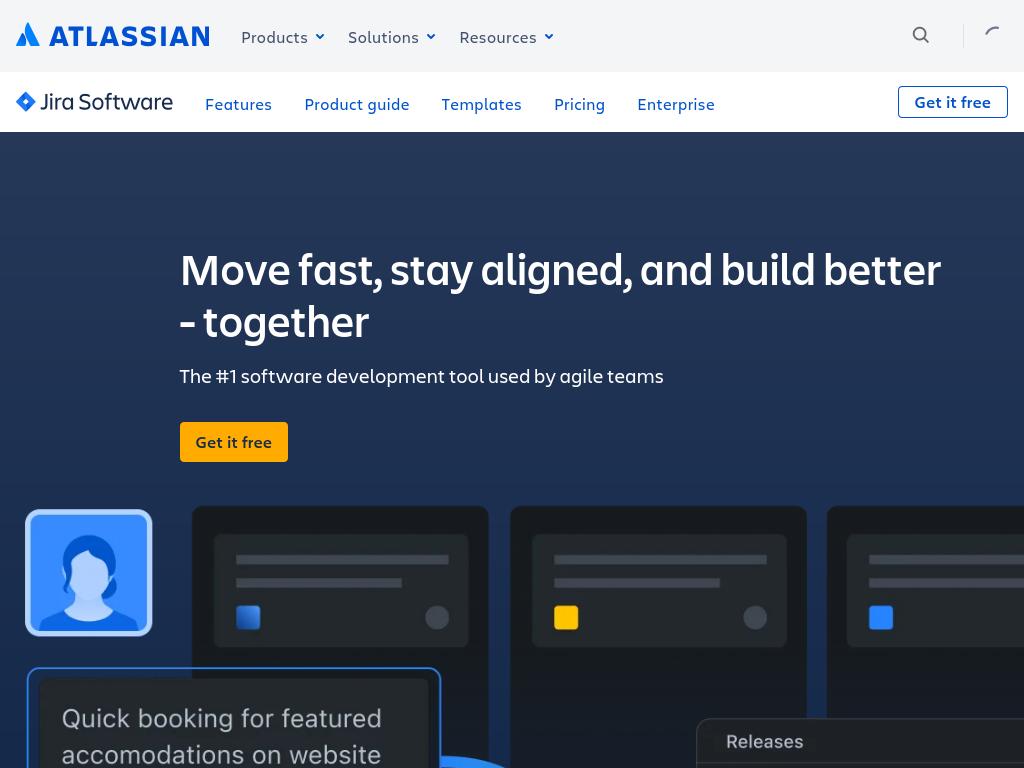 ATLASSIAN
Products
Solutions
Resources
Jira Software
Features
Product guide
Templates
Pricing
Enterprise
Get it free
Move fast, stay aligned, and build better
- together
The #1 software development tool used by agile teams
Get it free
Quick booking for featured
accomodations on website
Releases